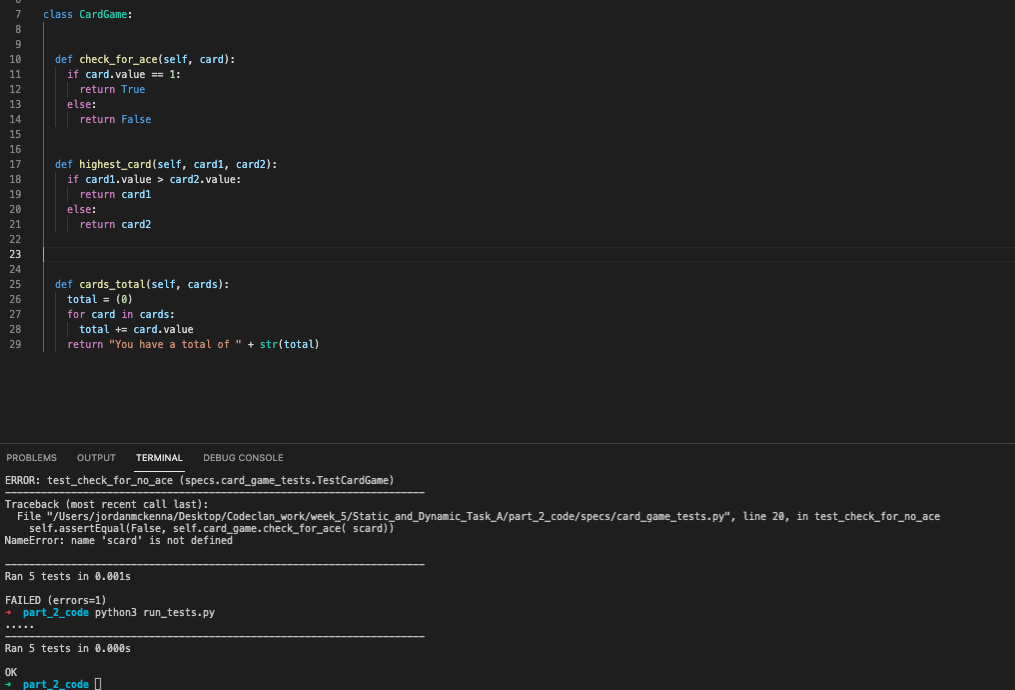 6
7 class CardGame:
8
9
10 def check_for_ace(self, card):
11 if card.value == 1:
12 return True
13 else:
14 return False
15
16
17 def highest_card(self, card1, card2):
18 if card1.value > card2.value:
19 return card1
20 else:
21 return card2
22
23
24
25 def cards_total(self, cards):
26 total = (0)
27 for card in cards:
28 total += card.value
29 return "You have a total of " + str(total)
PROBLEMS OUTPUT TERMINAL DEBUG CONSOLE
ERROR: test_check_for_no_ace (specs.card_game_tests.TestCardGame)
----------------------------------------------------------------------
Traceback (most recent call last):
File "/Users/jordanmckenna/Desktop/Codeclan_work/week_5/Static_and_Dynamic_Task_A/part_2_code/specs/card_game_tests.py", line 20, in test_check_for_no_ace
self.assertEqual(False, self.card_game.check_for_ace( scard))
NameError: name 'scard' is not defined
----------------------------------------------------------------------
Ran 5 tests in 0.001s
FAILED (errors=1)
→ part_2_code python3 run_tests.py
.....
----------------------------------------------------------------------
Ran 5 tests in 0.000s
OK
→ part_2_code